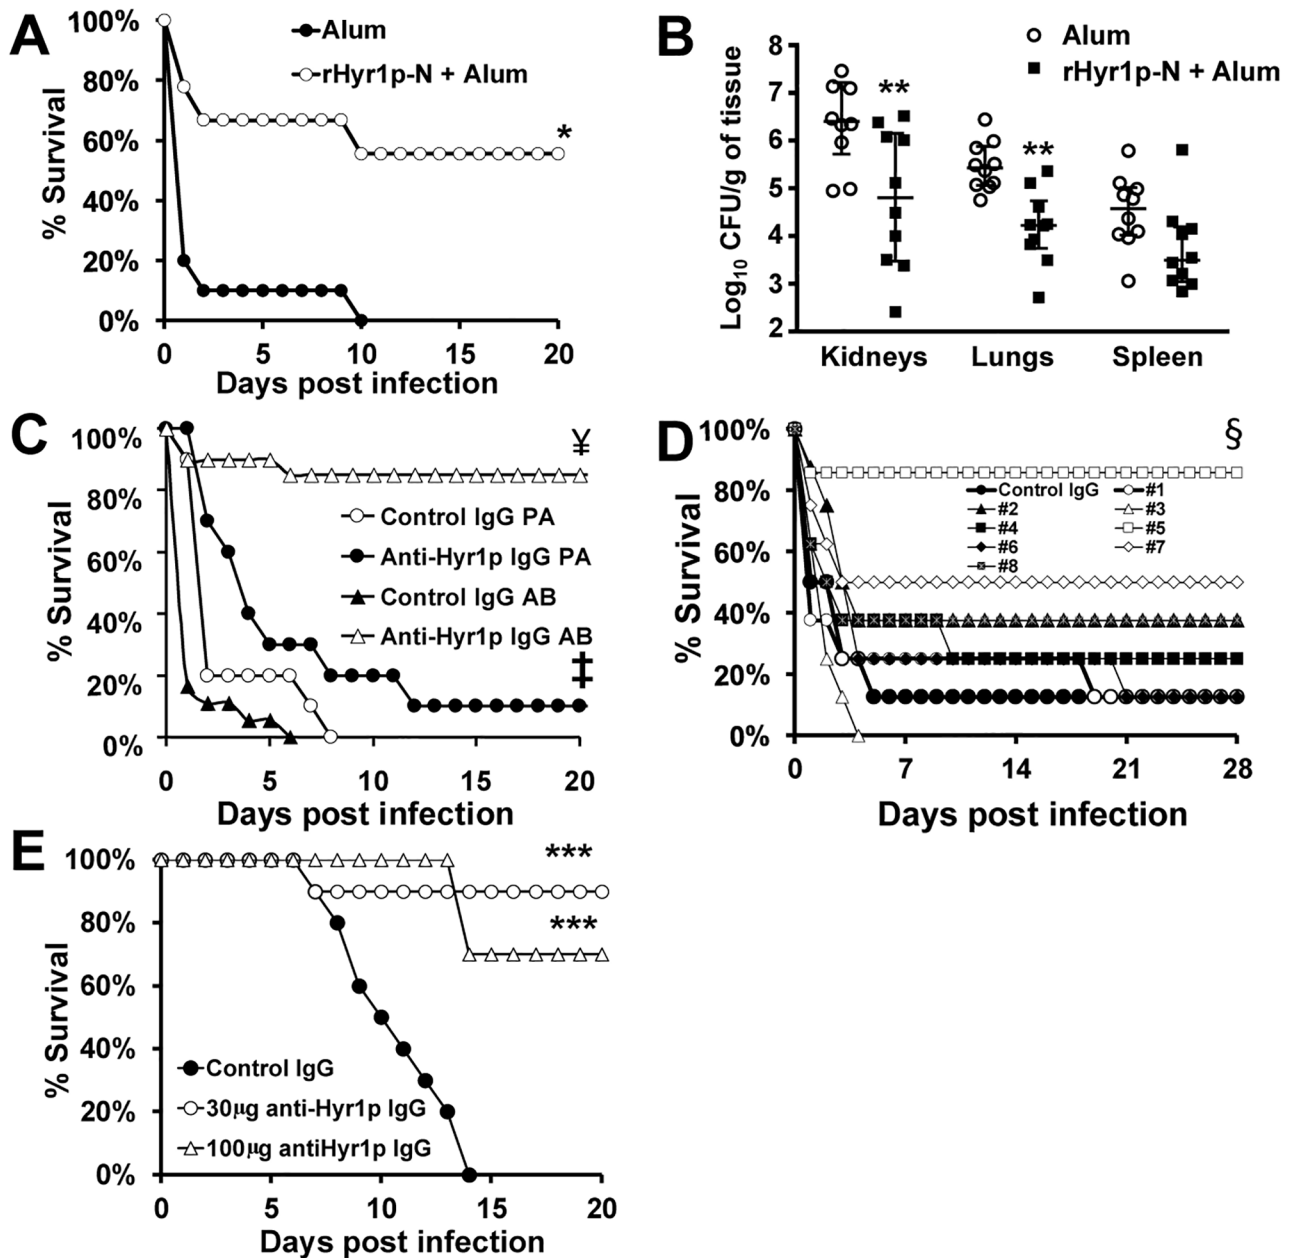 A
100%
80%
60%
40%
20%
0%
% Survival
Alum
rHyr1p-N + Alum
*
0 5 10 15 20
Days post infection
B
8
7
6
5
4
3
2
Log10 CFU/g of tissue
Alum
rHyr1p-N + Alum
**
**
Kidneys Lungs Spleen
C
100%
80%
60%
40%
20%
0%
% Survival
¥
Control IgG PA
Anti-Hyr1p IgG PA
Control IgG AB
Anti-Hyr1p IgG AB
‡
0 5 10 15 20
Days post infection
D
100%
80%
60%
40%
20%
0%
% Survival
§
Control IgG #1
#2 #3
#4 #5
#6 #7
#8
0 7 14 21 28
Days post infection
E
100%
80%
60%
40%
20%
0%
% Survival
***
***
Control IgG
30µg anti-Hyr1p IgG
100µg antiHyr1p IgG
0 5 10 15 20
Days post infection